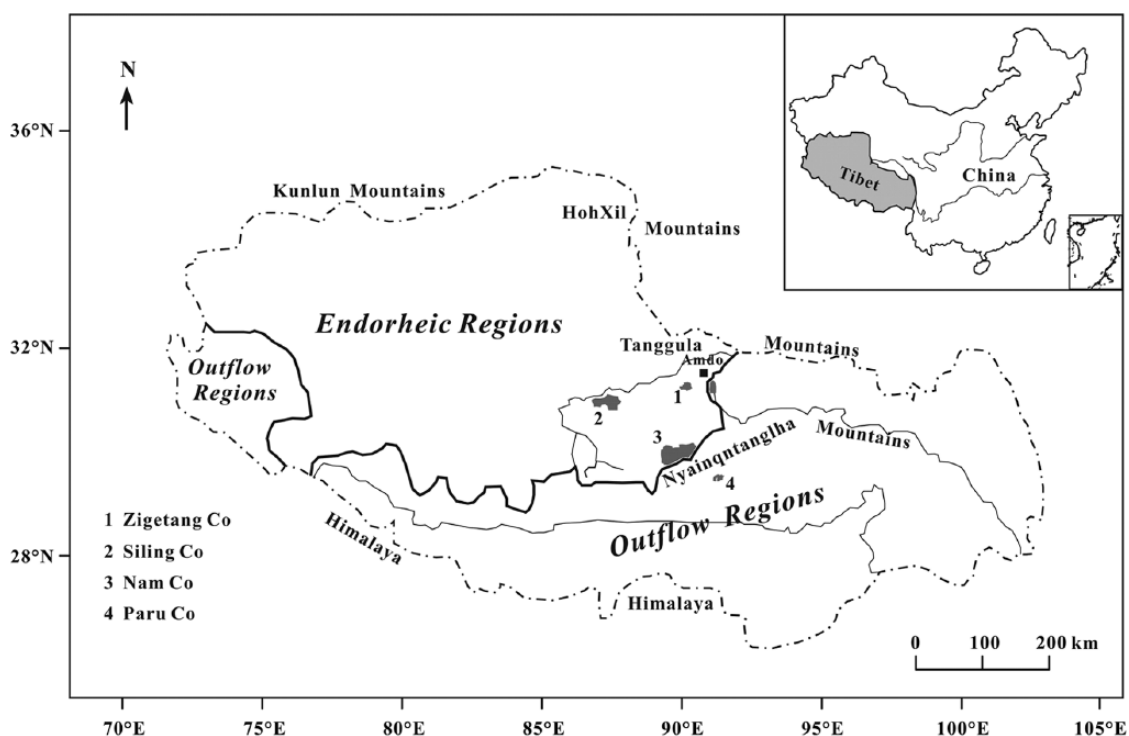 N
36°N
32°N
28°N
Kunlun Mountains
HohXil
Mountains
Endorheic Regions
Outflow
Regions
Tanggula
Mountains
Amdo
1
2
3
4
Nyainqntanglha
Mountains
Outflow Regions
Himalaya
Himalaya
1 Zigetang Co
2 Siling Co
3 Nam Co
4 Paru Co
0 100 200 km
70°E 75°E 80°E 85°E 90°E 95°E 100°E 105°E
Tibet
China